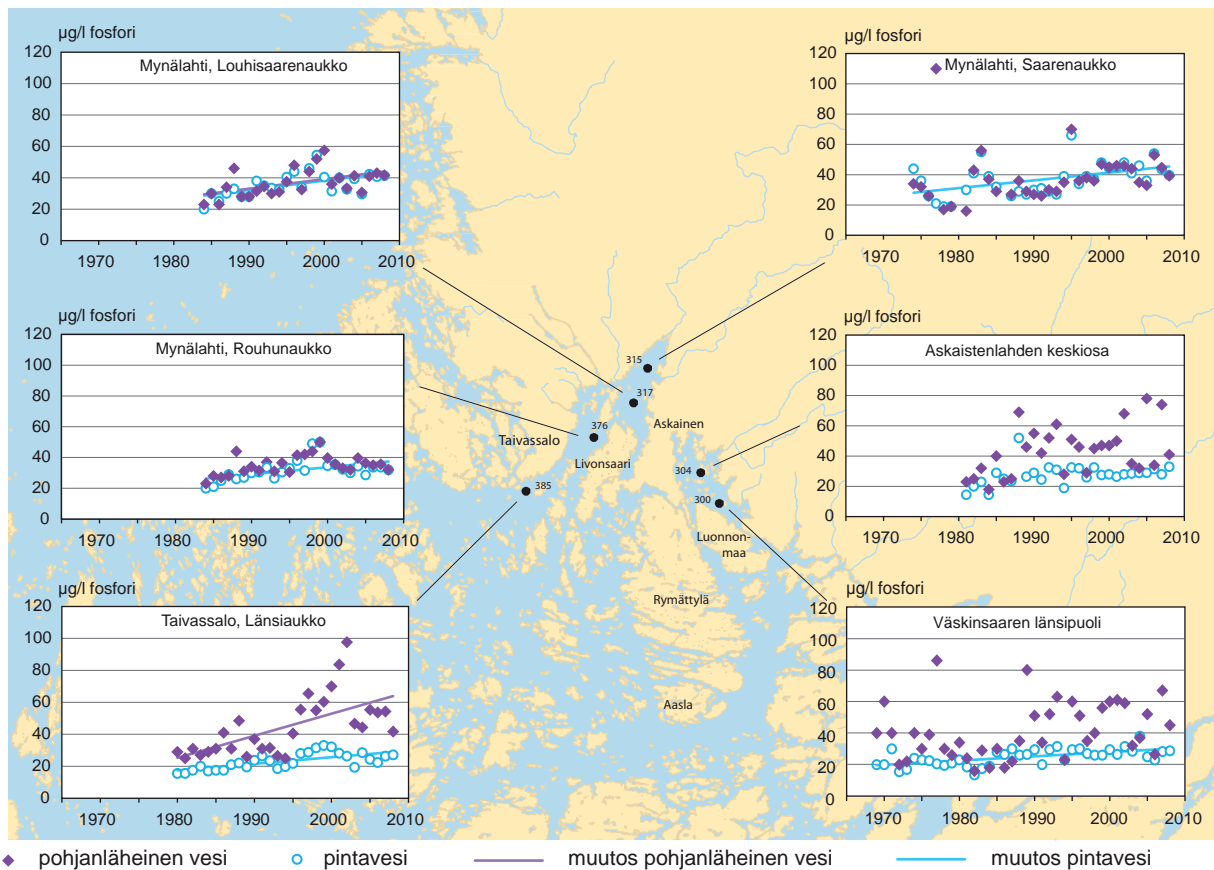 µg/l fosfori
Mynälahti, Louhisaarenaukko
120
100
80
60
40
20
0
1970 1980 1990 2000 2010
µg/l fosfori
Mynälahti, Saarenaukko
120
100
80
60
40
20
0
1970 1980 1990 2000 2010
µg/l fosfori
Mynälahti, Rouhunaukko
120
100
80
60
40
20
0
1970 1980 1990 2000 2010
315
317
376
Askainen
Taivassalo
Livonsaari
304
385
300
Luonnon-
maa
Rymättylä
Aasla
µg/l fosfori
Askaistenlahden keskiosa
120
100
80
60
40
20
0
1970 1980 1990 2000 2010
µg/l fosfori
Taivassalo, Länsiaukko
120
100
80
60
40
20
0
1970 1980 1990 2000 2010
µg/l fosfori
Väskinsaaren länsipuoli
120
100
80
60
40
20
0
1970 1980 1990 2000 2010
pohjanläheinen vesi pintavesi muutos pohjanläheinen vesi muutos pintavesi